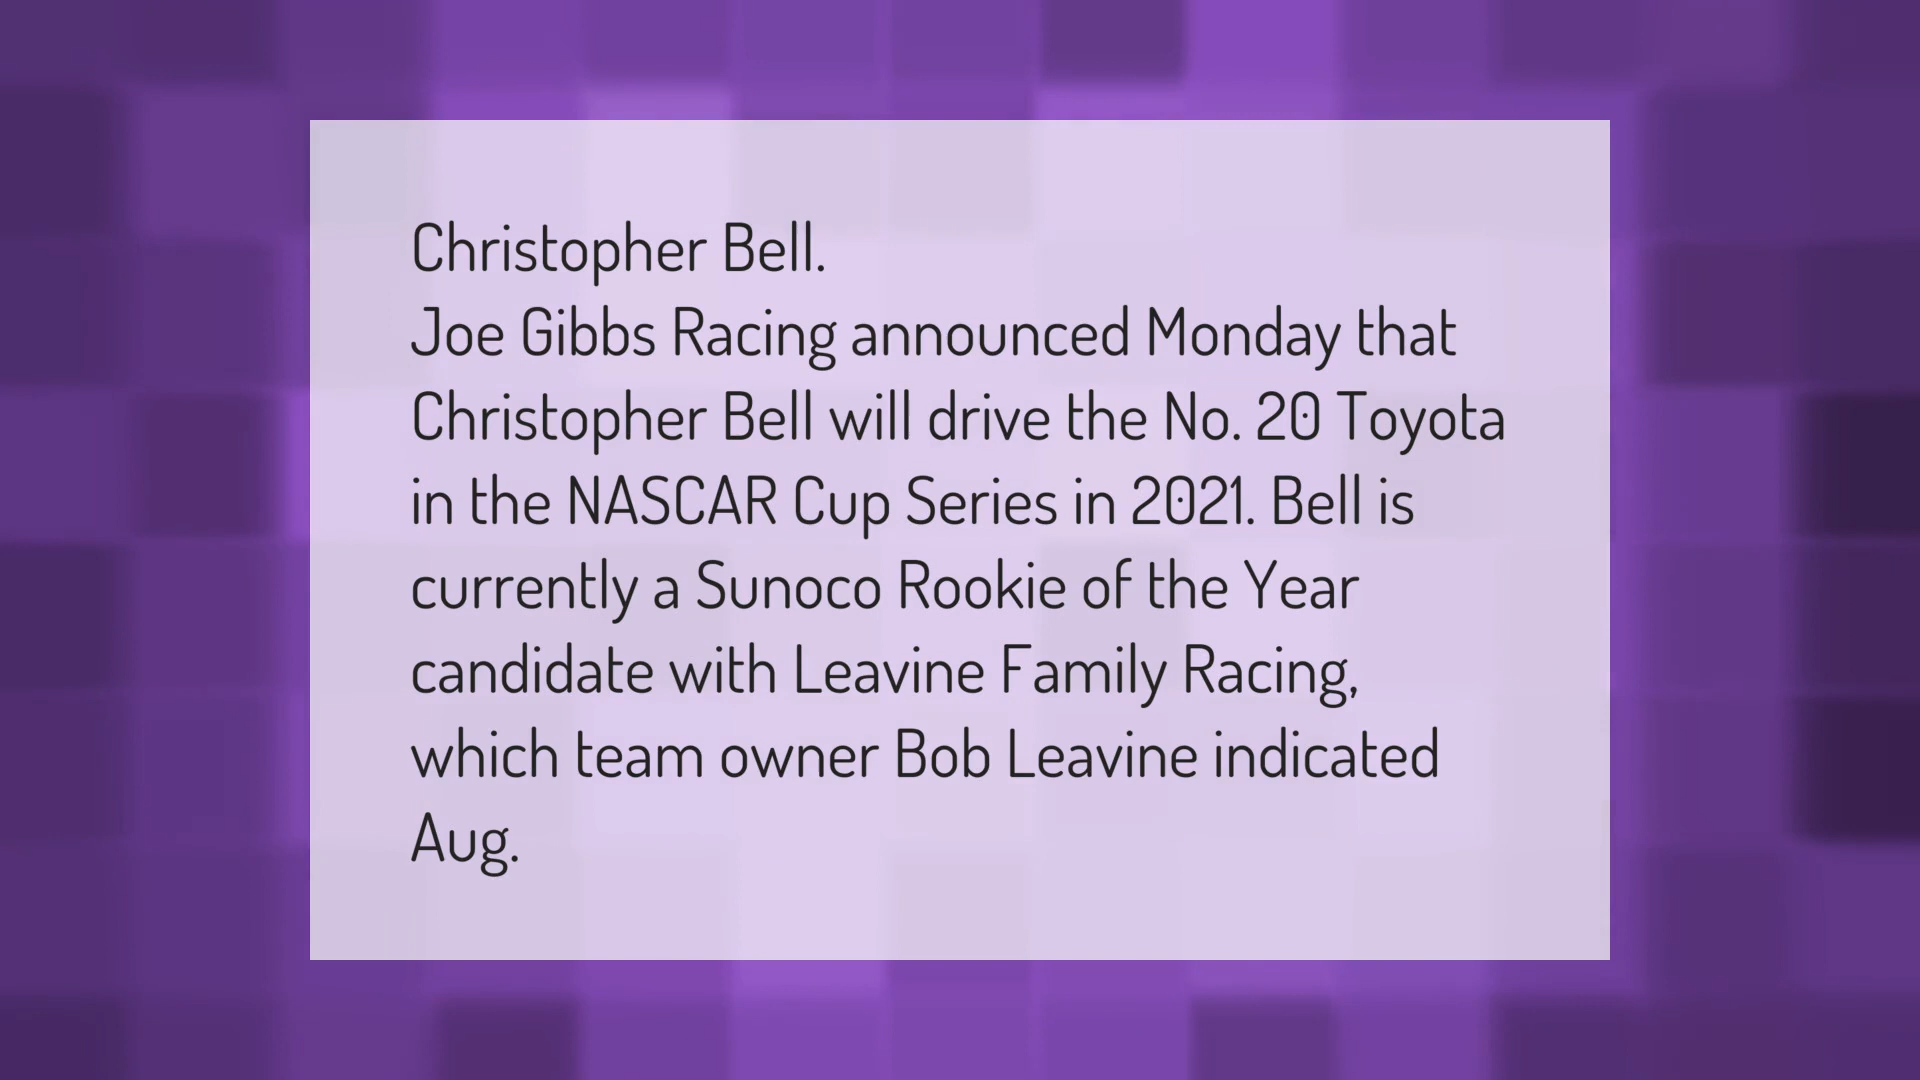 Christopher Bell.
Joe Gibbs Racing announced Monday that
Christopher Bell will drive the No. 20 Toyota
in the NASCAR Cup Series in 2021. Bell is
currently a Sunoco Rookie of the Year
candidate with Leavine Family Racing,
which team owner Bob Leavine indicated
Aug.